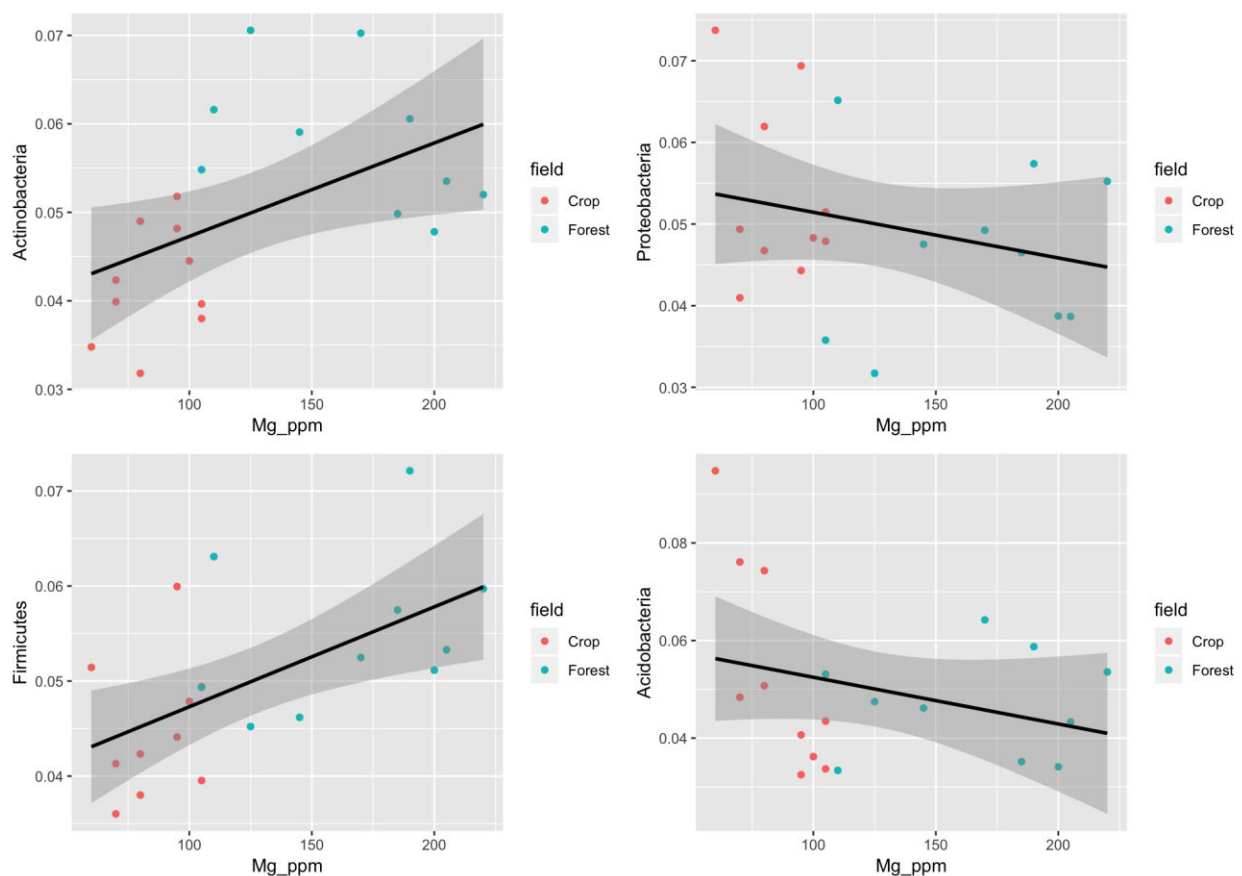 0.07
0.06
0.05
0.04
0.03
Actinobacteria
100
150
200
Mg_ppm
field
Crop
Forest
0.07
0.06
0.05
0.04
0.03
Proteobacteria
100
150
200
Mg_ppm
field
Crop
Forest
0.07
0.06
0.05
0.04
Firmicutes
100
150
200
Mg_ppm
field
Crop
Forest
0.08
0.06
0.04
Acidobacteria
100
150
200
Mg_ppm
field
Crop
Forest